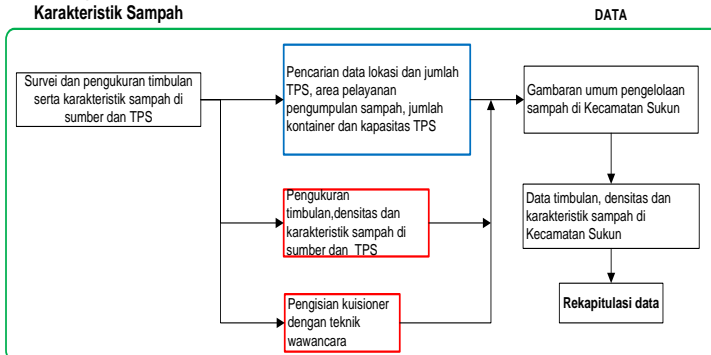 Karakteristik Sampah
DATA
Survei dan pengukuran timbulan
serta karakteristik sampah di
sumber dan TPS
Pencarian data lokasi dan jumlah
TPS, area pelayanan
pengumpulan sampah, jumlah
kontainer dan kapasitas TPS
Gambaran umum pengelolaan
sampah di Kecamatan Sukun
Pengukuran
timbulan,densitas dan
karakteristik sampah di
sumber dan TPS
Data timbulan, densitas dan
karakteristik sampah di
Kecamatan Sukun
Pengisian kuisioner
dengan teknik
wawancara
Rekapitulasi data